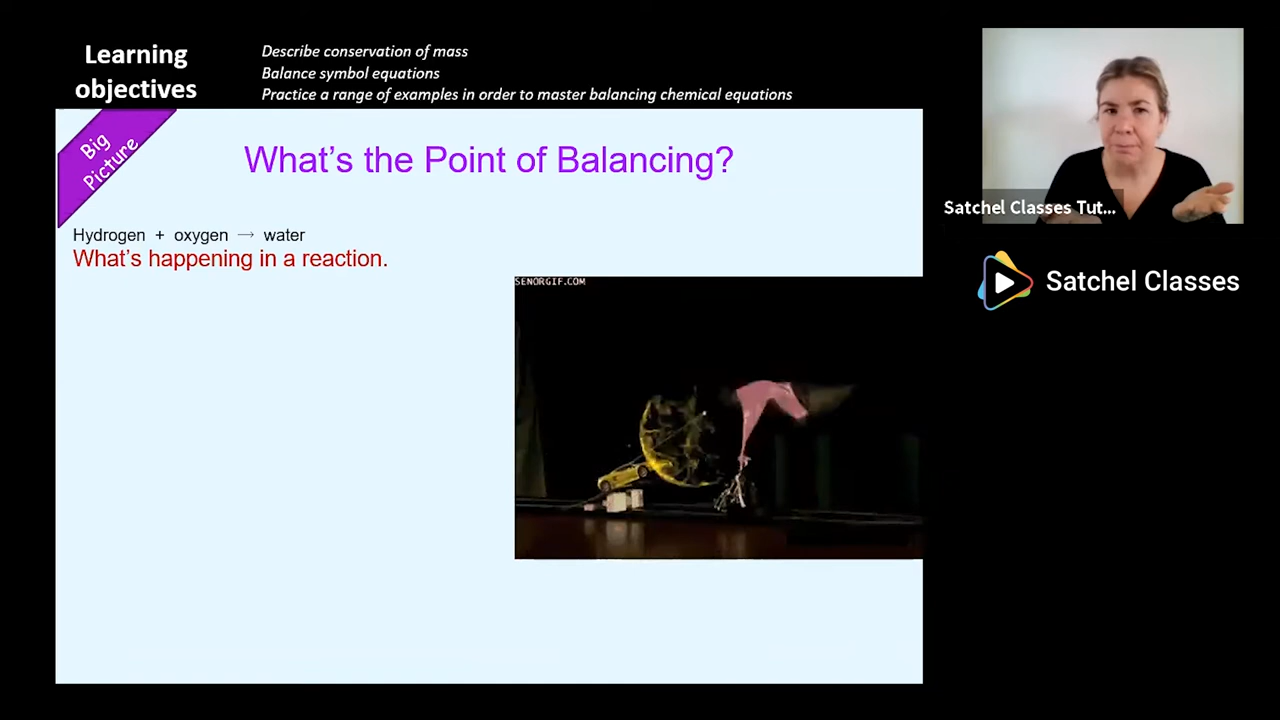 Learning
objectives
Describe conservation of mass
Balance symbol equations
Practice a range of examples in order to master balancing chemical equations
Big
Picture
What's the Point of Balancing?
Hydrogen + oxygen → water
What's happening in a reaction.
SENORGIF.COM
Satchel Classes Tut...
Satchel Classes